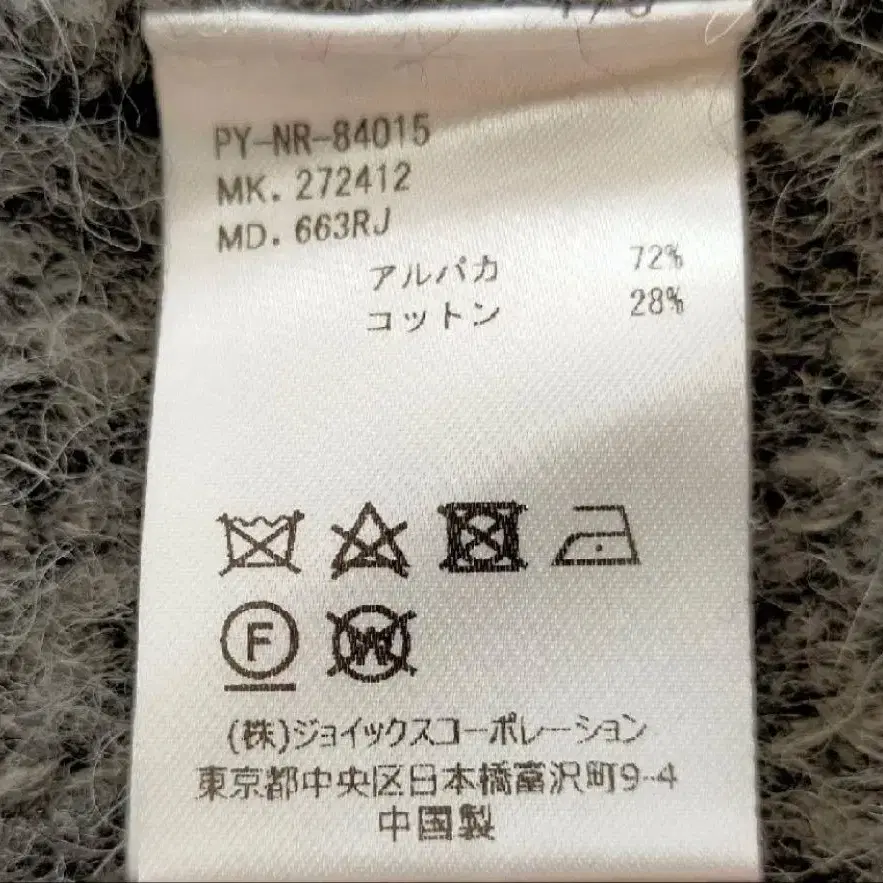 PY-NR-84015
MK. 272412
MD. 663RJ
アルパカ 72%
コットン 28%
F
W
(株)ジョイックスコーポレーション
東京都中央区日本橋富沢町9-4
中国製